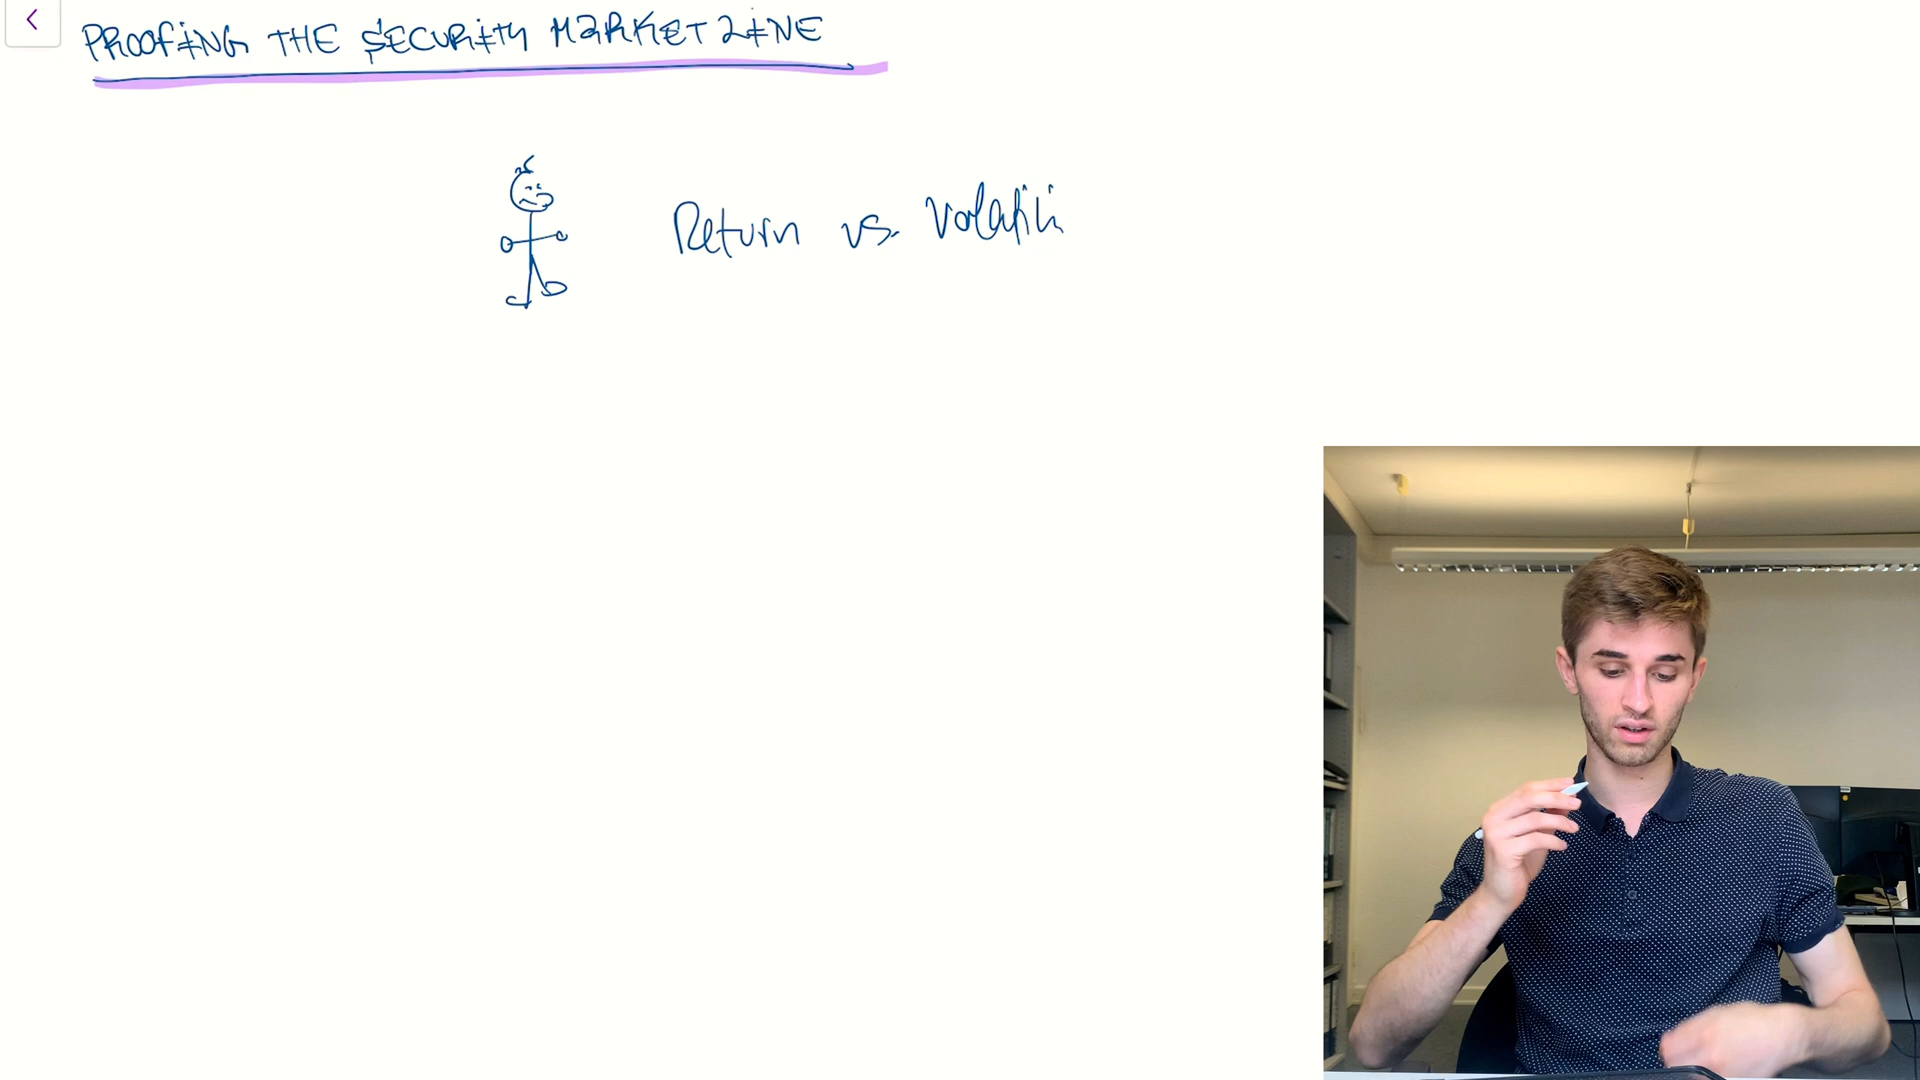 PROOFING THE SECURITY MARKET LINE
Return vs. Volatili